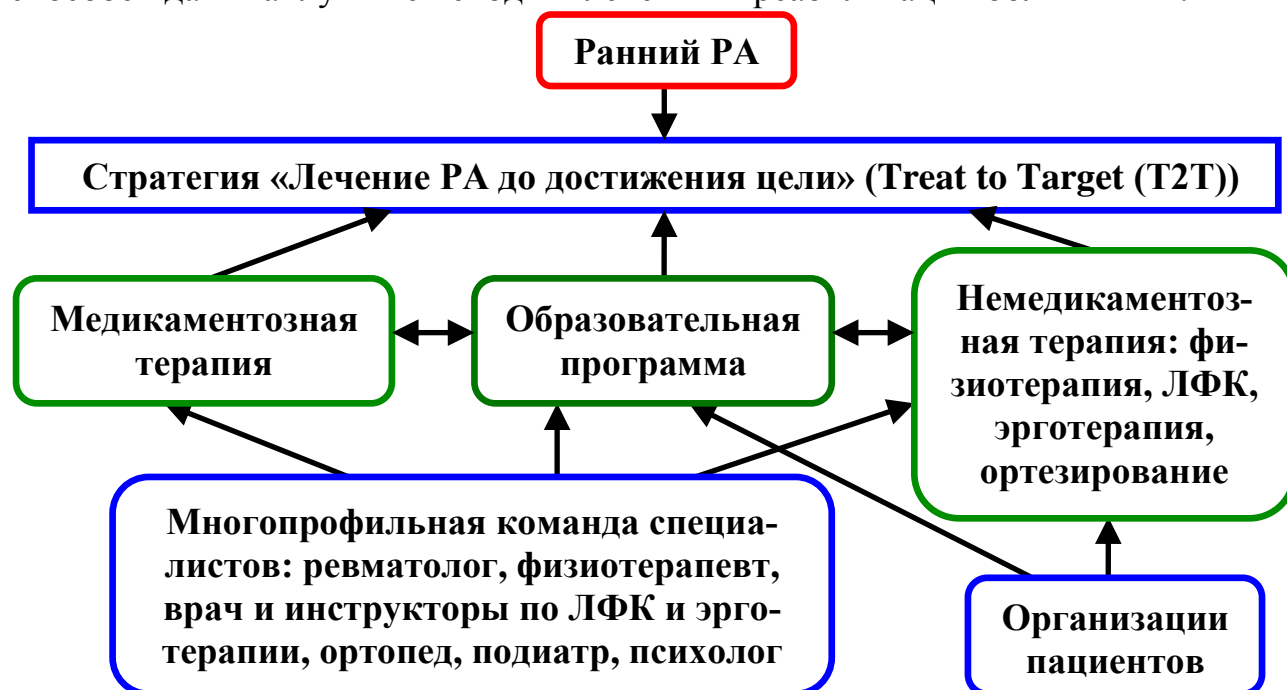 Ранний РА
Стратегия «Лечение РА до достижения цели» (Treat to Target (T2T))
Медикаментозная
терапия
Образовательная
программа
Немедикаментоз-
ная терапия: фи-
зиотерапия, ЛФК,
эрготерапия,
ортезирование
Многопрофильная команда специа-
листов: ревматолог, физиотерапевт,
врач и инструкторы по ЛФК и эрго-
терапии, ортопед, подиатр, психолог
Организации
пациентов